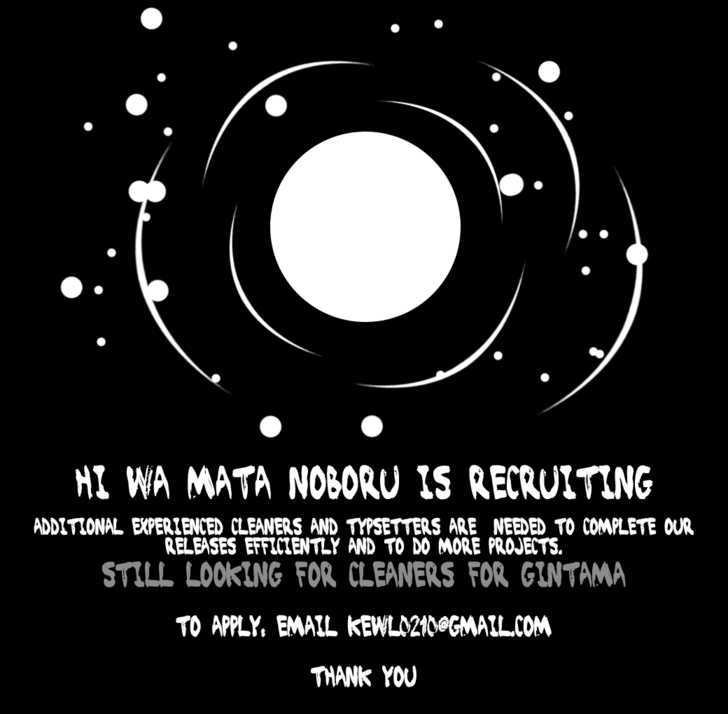 HI WA MATA NOBORU IS RECRUITING
ADDITIONAL EXPERIENCED CLEANERS AND TYPSETTERS ARE NEEDED TO COMPLETE OUR
RELEASES EFFICIENTLY AND TO DO MORE PROJECTS.
STILL LOOKING FOR CLEANERS FOR GINTAMA
TO APPLY: EMAIL KEWL0210@GMAIL.COM
THANK YOU